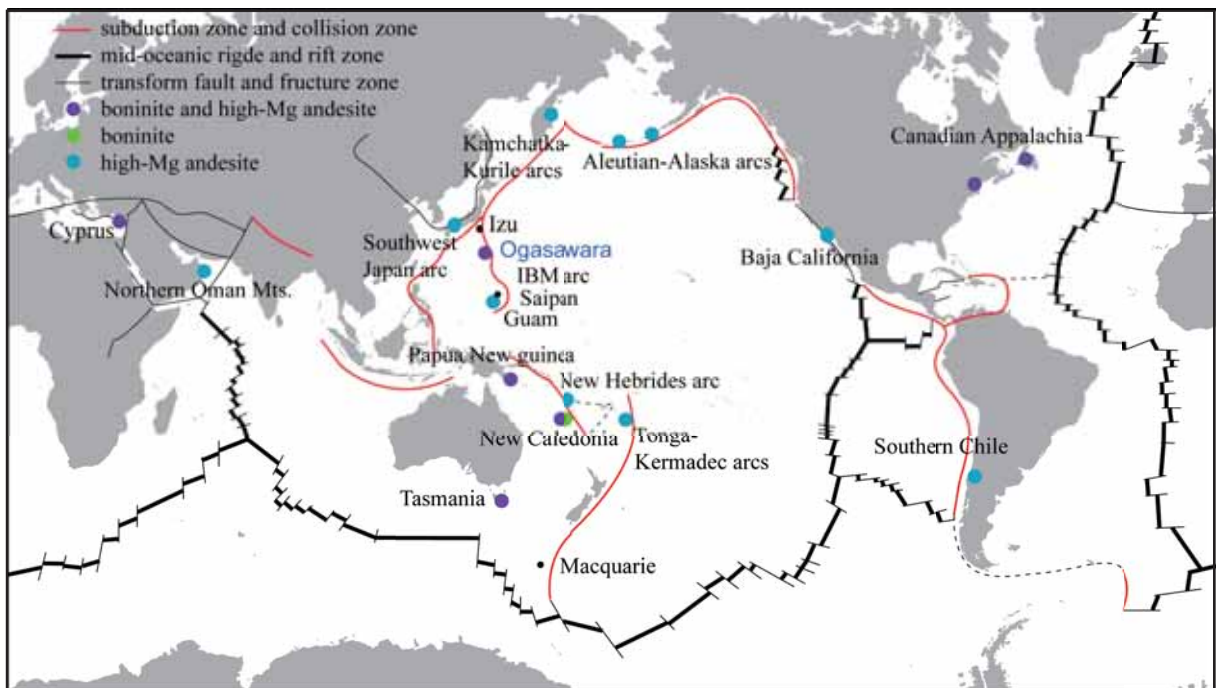 subduction zone and collision zone
mid-oceanic rigde and rift zone
transform fault and fructure zone
boninite and high-Mg andesite
boninite
high-Mg andesite
Kamchatka-
Kurile arcs
Aleutian-Alaska arcs
Canadian Appalachia
Cyprus
Northern Oman Mts.
Southwest
Japan arc
Izu
Ogasawara
IBM arc
Saipan
Guam
Baja California
Papua New guinea
New Hebrides arc
New Caledonia
Tonga-
Kermadec arcs
Southern Chile
Tasmania
Macquarie